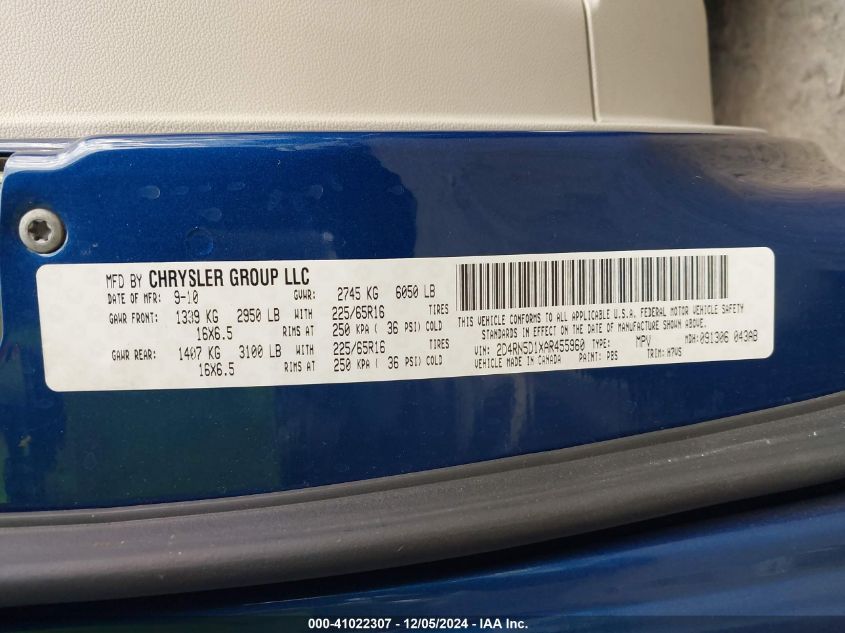 MFD BY CHRYSLER GROUP LLC
DATE OF MFR: 9-10 GVWR: 2745 KG 6050 LB
GAWR FRONT: 1339 KG 2950 LB WITH 225/65R16 TIRES
16X6.5 RIMS AT 250 KPA ( 36 PSI) COLD
GAWR REAR: 1407 KG 3100 LB WITH 225/65R16 TIRES
16X6.5 RIMS AT 250 KPA ( 36 PSI) COLD
THIS VEHICLE CONFORMS TO ALL APPLICABLE U.S.A. FEDERAL MOTOR VEHICLE SAFETY
STANDARDS IN EFFECT ON THE DATE OF MANUFACTURE SHOWN ABOVE.
VIN: 2D4RN5D1XAR455960 TYPE: MPV MDH: 091306 043AB
VEHICLE MADE IN CANADA PAINT: PBS TRIM: H7VS
000-41022307 - 12/05/2024 - IAA Inc.